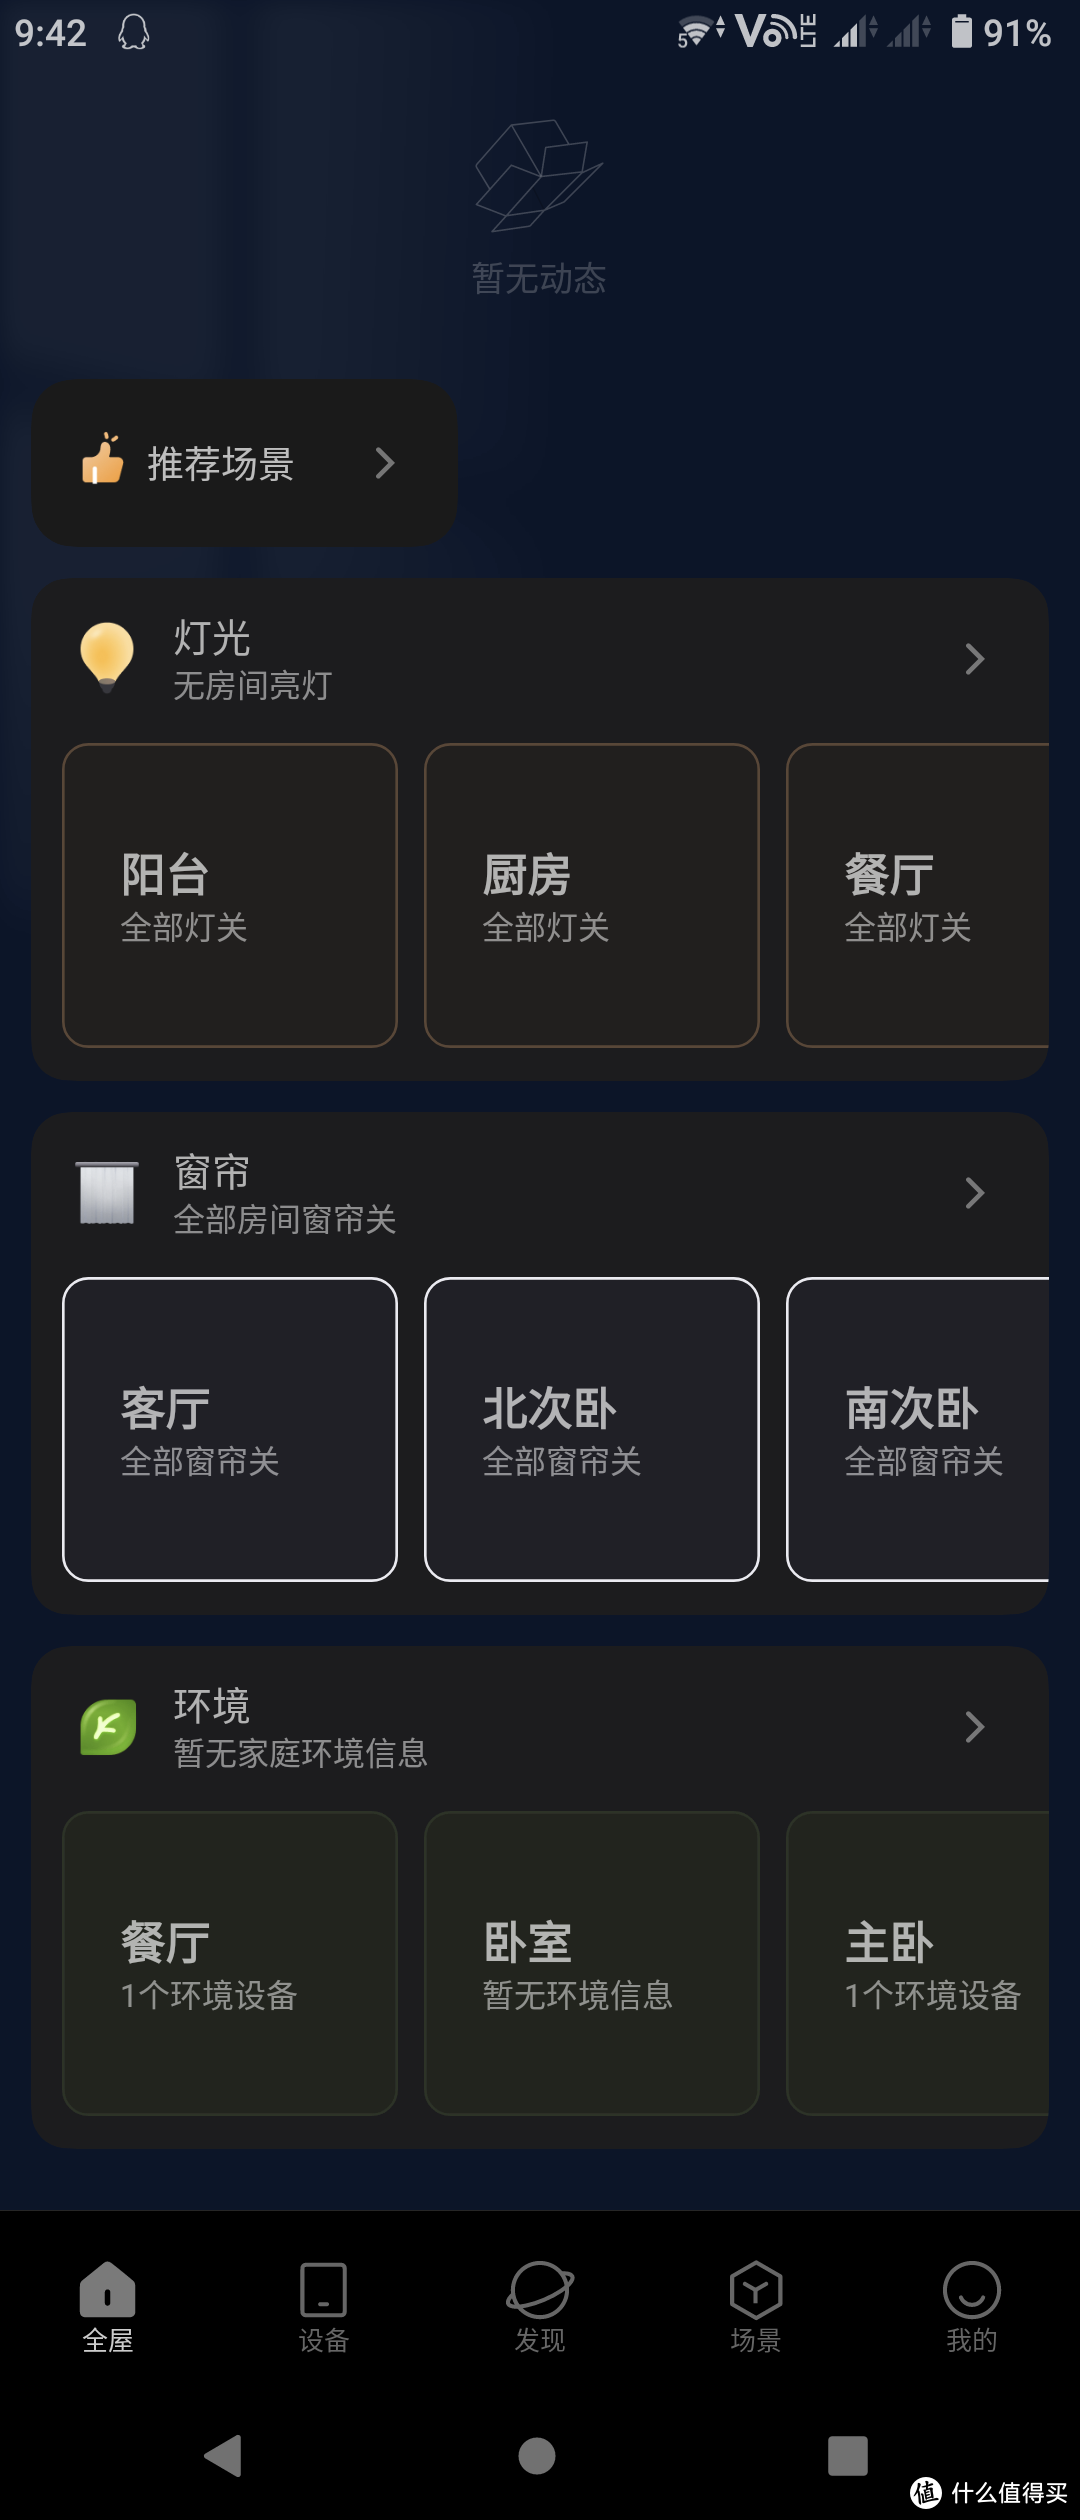 9:42
5 VoLTE 91%
暂无动态
推荐场景
灯光
无房间亮灯
阳台
全部灯关
厨房
全部灯关
餐厅
全部灯关
窗帘
全部房间窗帘关
客厅
全部窗帘关
北次卧
全部窗帘关
南次卧
全部窗帘关
环境
暂无家庭环境信息
餐厅
1个环境设备
卧室
暂无环境信息
主卧
1个环境设备
全屋
设备
发现
场景
我的
值 什么值得买